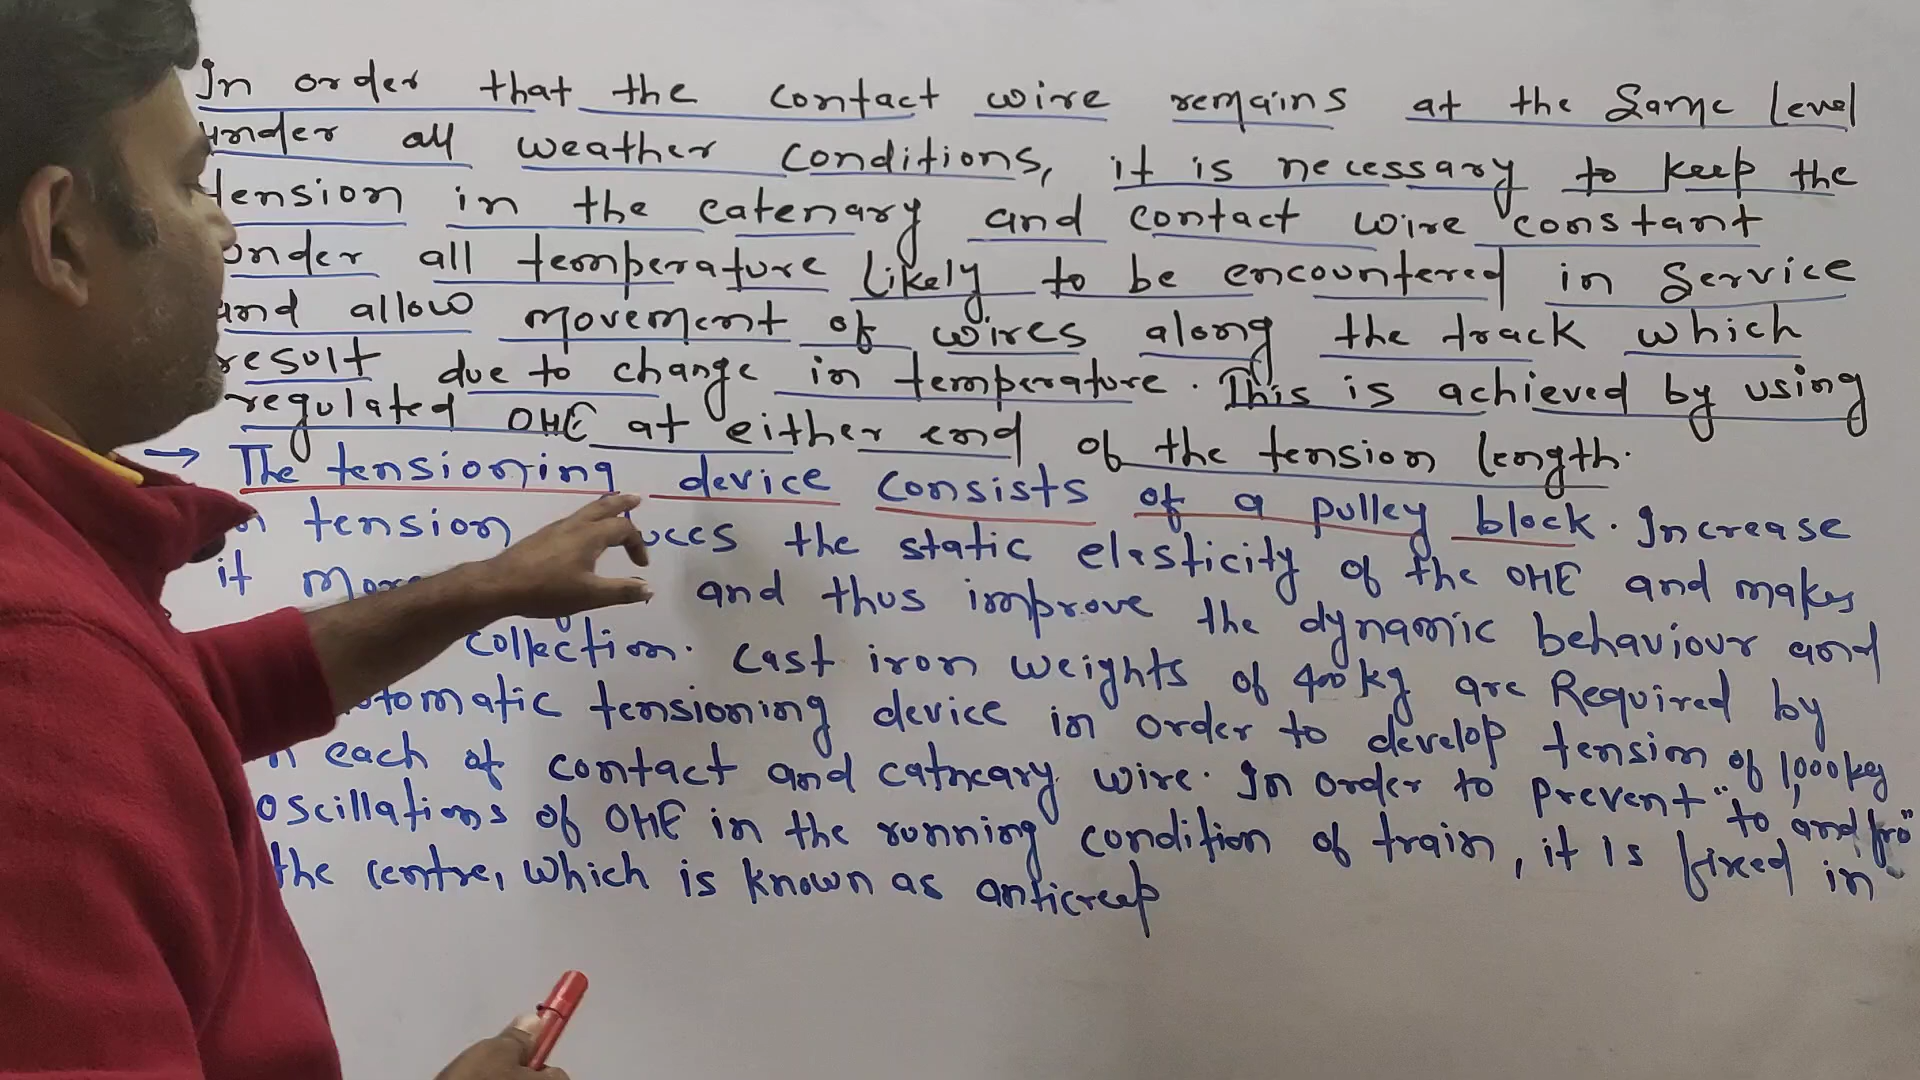 In order that the contact wire remains at the same level
under all weather conditions, it is necessary to keep the
tension in the catenary and contact wire constant
under all temperature likely to be encountered in service
and allow movement of wires along the track which
result due to change in temperature. This is achieved by using
regulated OHE at either end of the tension length.
→ The tensioning device consists of a pulley block. Increase
tension the static elasticity of the OHE and makes
it and thus improve the dynamic behaviour and
collection. Cast iron weights of 400kg are Required by
tensioning device in order to develop tension of 1,000kg
each of contact and catneary wire. In order to prevent "to and fro"
oscillations of OHE in the running condition of train, it is fixed in
the centre, which is known as anticreep